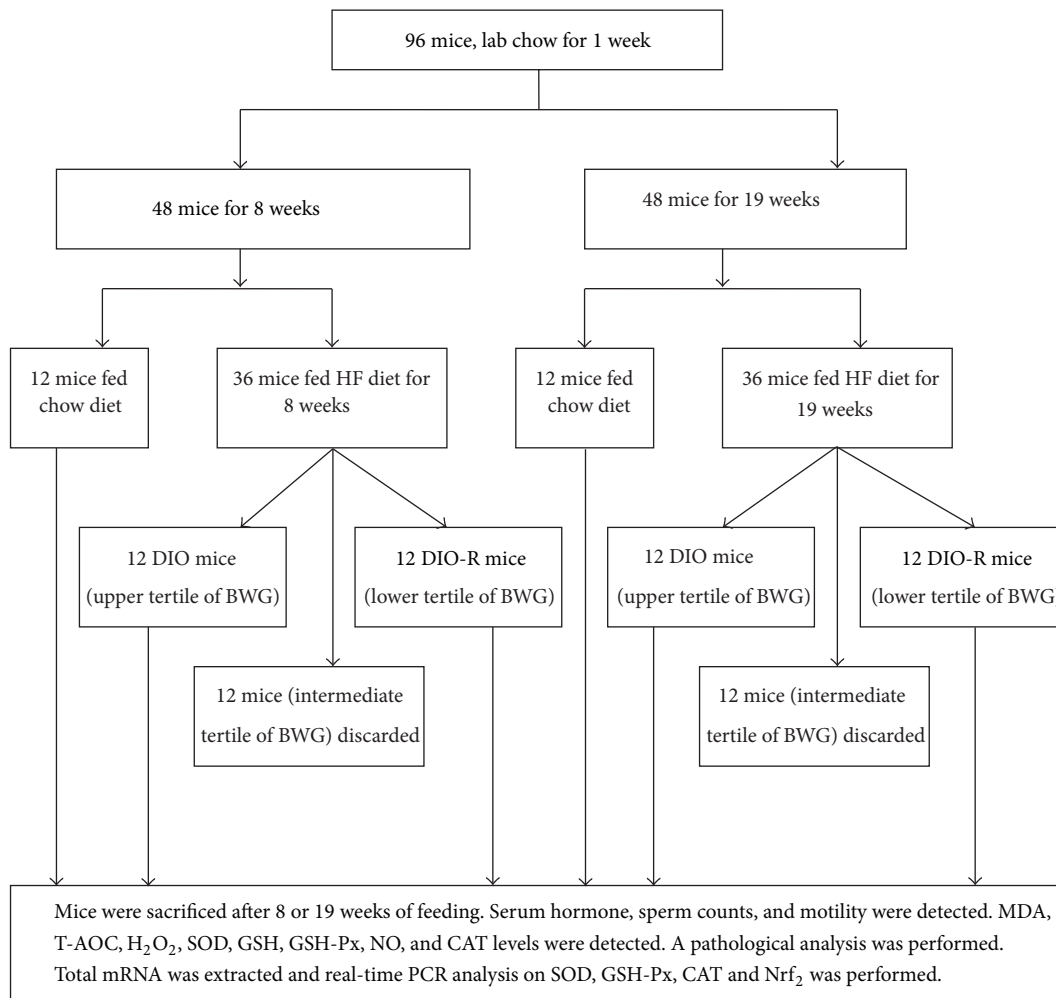 96 mice, lab chow for 1 week
48 mice for 8 weeks
48 mice for 19 weeks
12 mice fed
chow diet
36 mice fed HF diet for
8 weeks
12 mice fed
chow diet
36 mice fed HF diet for
19 weeks
12 DIO mice
(upper tertile of BWG)
12 DIO-R mice
(lower tertile of BWG)
12 DIO mice
(upper tertile of BWG)
12 DIO-R mice
(lower tertile of BWG)
12 mice (intermediate
tertile of BWG) discarded
12 mice (intermediate
tertile of BWG) discarded
Mice were sacrificed after 8 or 19 weeks of feeding. Serum hormone, sperm counts, and motility were detected. MDA,
T-AOC, H₂O₂, SOD, GSH, GSH-Px, NO, and CAT levels were detected. A pathological analysis was performed.
Total mRNA was extracted and real-time PCR analysis on SOD, GSH-Px, CAT and Nrf₂ was performed.